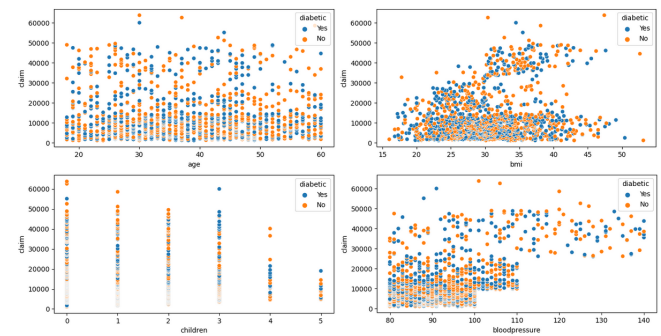 60000
50000
40000
30000
20000
10000
0
claim
20
30
40
50
60
age
diabetic
Yes
No
60000
50000
40000
30000
20000
10000
0
claim
15
20
25
30
35
40
45
50
bmi
diabetic
Yes
No
60000
50000
40000
30000
20000
10000
0
claim
0
1
2
3
4
5
children
diabetic
Yes
No
60000
50000
40000
30000
20000
10000
0
claim
80
90
100
110
120
130
140
bloodpressure
diabetic
Yes
No